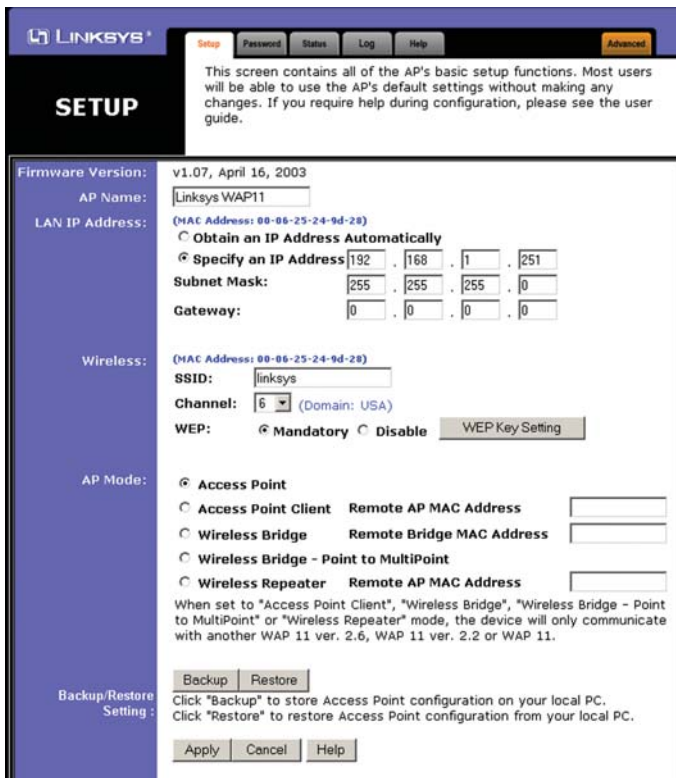 LINKSYS®
Setup Password Status Log Help Advanced
SETUP
This screen contains all of the AP's basic setup functions. Most users
will be able to use the AP's default settings without making any
changes. If you require help during configuration, please see the user
guide.
Firmware Version: v1.07, April 16, 2003
AP Name: Linksys WAP11
LAN IP Address: (MAC Address: 00-06-25-24-9d-28)
Obtain an IP Address Automatically
Specify an IP Address 192 . 168 . 1 . 251
Subnet Mask: 255 . 255 . 255 . 0
Gateway: 0 . 0 . 0 . 0
Wireless: (MAC Address: 00-06-25-24-9d-28)
SSID: linksys
Channel: 6 (Domain: USA)
WEP: Mandatory Disable WEP Key Setting
AP Mode: Access Point
Access Point Client Remote AP MAC Address
Wireless Bridge Remote Bridge MAC Address
Wireless Bridge - Point to MultiPoint
Wireless Repeater Remote AP MAC Address
When set to "Access Point Client", "Wireless Bridge", "Wireless Bridge - Point
to MultiPoint" or "Wireless Repeater" mode, the device will only communicate
with another WAP 11 ver. 2.6, WAP 11 ver. 2.2 or WAP 11.
Backup Restore
Backup/Restore
Setting :
Click "Backup" to store Access Point configuration on your local PC.
Click "Restore" to restore Access Point configuration from your local PC.
Apply Cancel Help